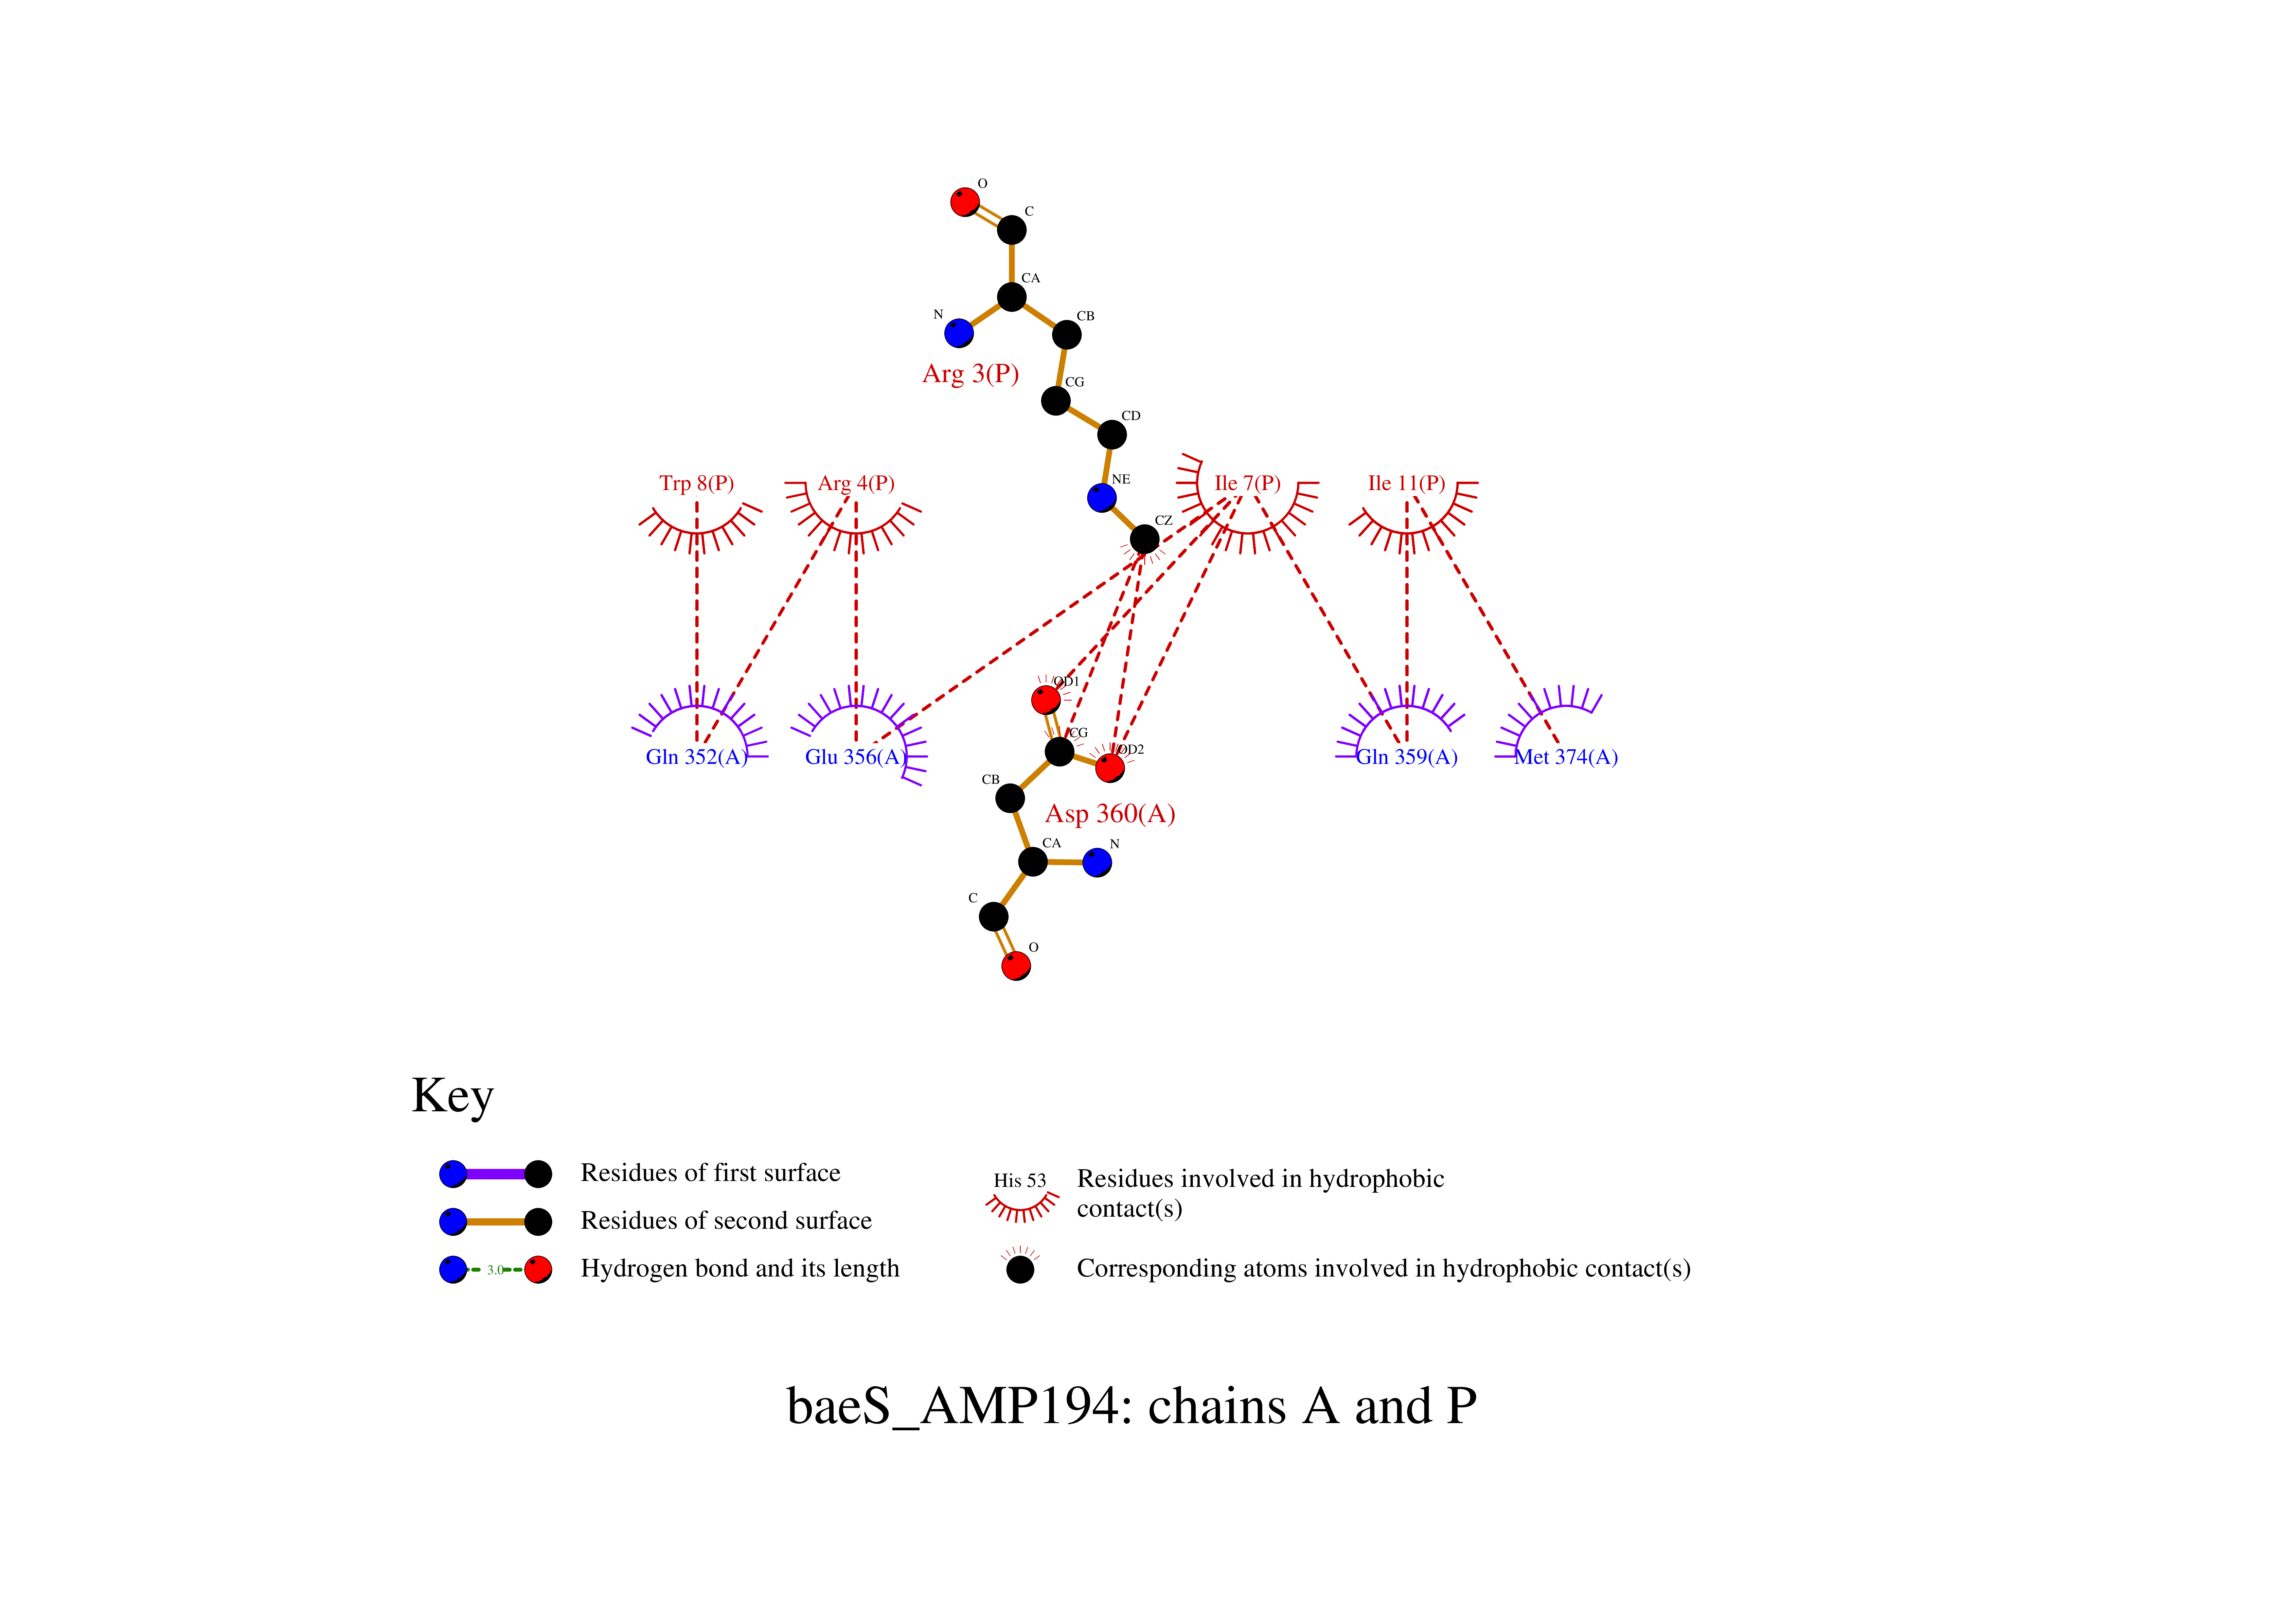 O
C
CA
N
CB
Arg 3(P)
CG
CD
Trp 8(P)
Arg 4(P)
NE
Ile 7(P)
Ile 11(P)
CZ
OD1
CG
OD2
Gln 352(A)
Glu 356(A)
Gln 359(A)
Met 374(A)
CB
Asp 360(A)
CA
N
C
O
Key
Residues of first surface
Residues of second surface
3.0
Hydrogen bond and its length
His 53
Residues involved in hydrophobic
contact(s)
Corresponding atoms involved in hydrophobic contact(s)
baeS_AMP194: chains A and P